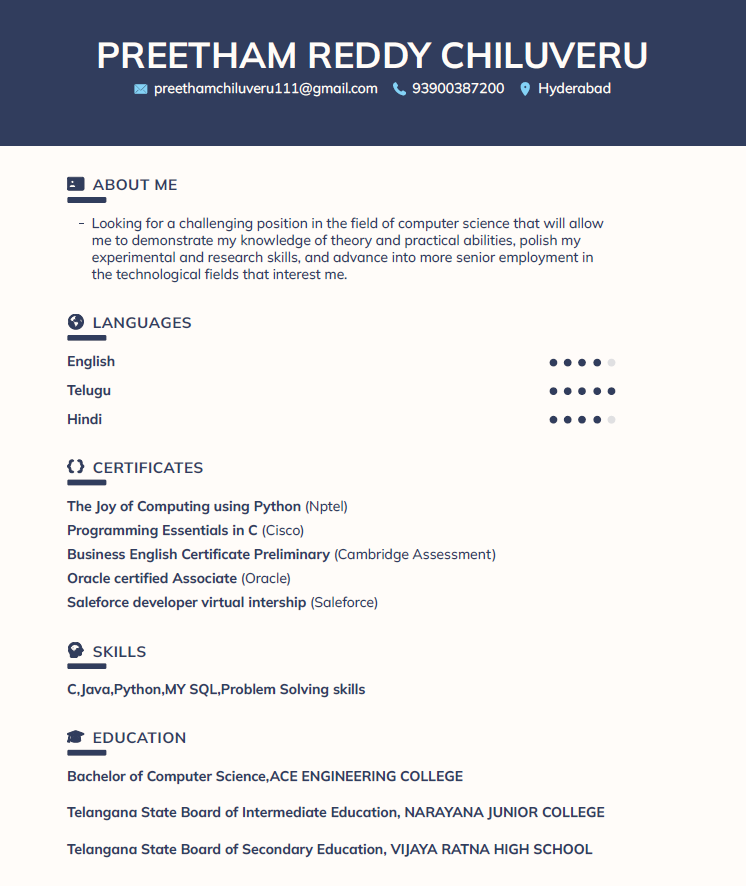 PREETHAM REDDY CHILUVERU
preethamchiluveru111@gmail.com 93900387200 Hyderabad
ABOUT ME
- Looking for a challenging position in the field of computer science that will allow
me to demonstrate my knowledge of theory and practical abilities, polish my
experimental and research skills, and advance into more senior employment in
the technological fields that interest me.
LANGUAGES
English
Telugu
Hindi
CERTIFICATES
The Joy of Computing using Python (Nptel)
Programming Essentials in C (Cisco)
Business English Certificate Preliminary (Cambridge Assessment)
Oracle certified Associate (Oracle)
Saleforce developer virtual intership (Saleforce)
SKILLS
C,Java,Python,MY SQL,Problem Solving skills
EDUCATION
Bachelor of Computer Science,ACE ENGINEERING COLLEGE
Telangana State Board of Intermediate Education, NARAYANA JUNIOR COLLEGE
Telangana State Board of Secondary Education, VIJAYA RATNA HIGH SCHOOL